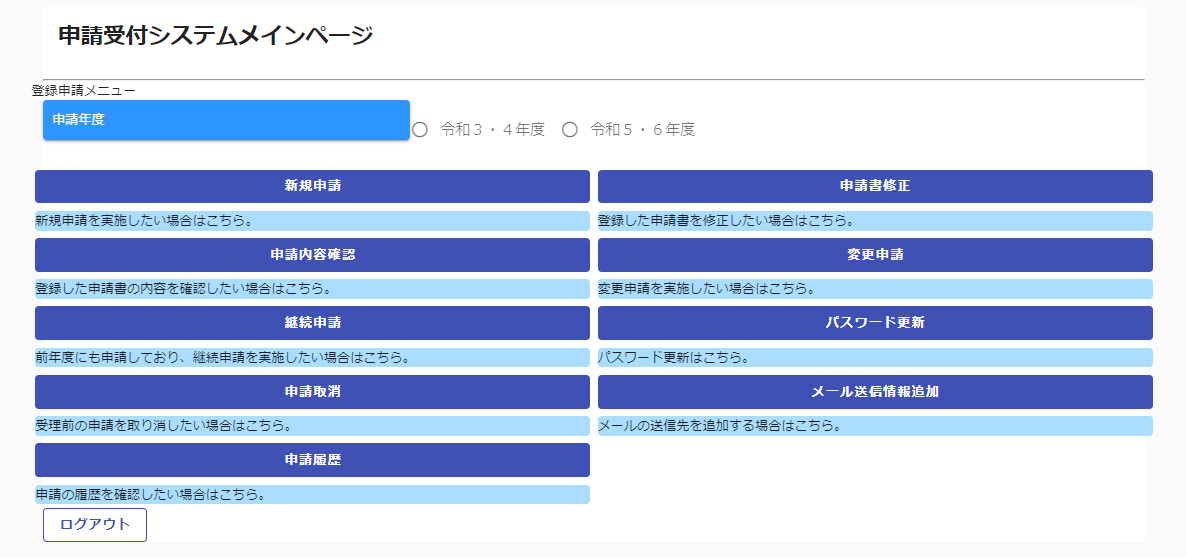 申請受付システムメインページ
登録申請メニュー
申請年度
令和３・４年度 令和５・６年度
新規申請 申請書修正
新規申請を実施したい場合はこちら。 登録した申請書を修正したい場合はこちら。
申請内容確認 変更申請
登録した申請書の内容を確認したい場合はこちら。 変更申請を実施したい場合はこちら。
継続申請 パスワード更新
前年度にも申請しており、継続申請を実施したい場合はこちら。 パスワード更新はこちら。
申請取消 メール送信情報追加
受理前の申請を取り消したい場合はこちら。 メールの送信先を追加する場合はこちら。
申請履歴
申請の履歴を確認したい場合はこちら。
ログアウト